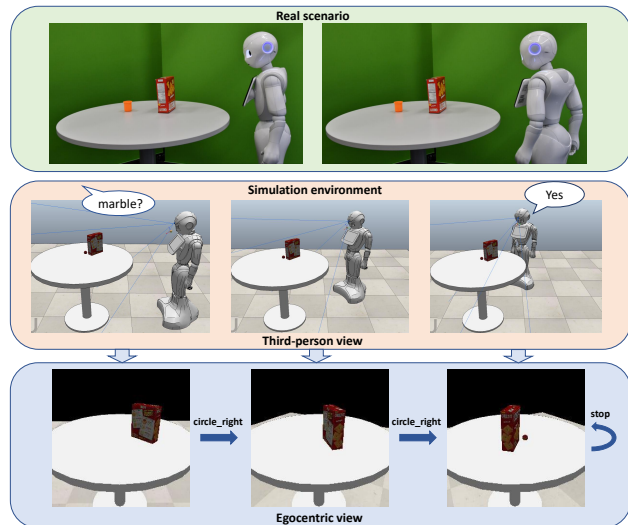 Real scenario
Simulation environment
marble?
Yes
Third-person view
circle_right
circle_right
stop
Egocentric view